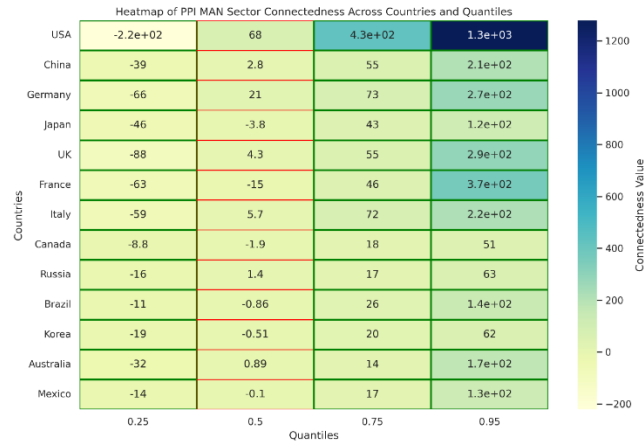 Heatmap of PPI MAN Sector Connectedness Across Countries and Quantiles
USA -2.2e+02 68 4.3e+02 1.3e+03
China -39 2.8 55 2.1e+02
Germany -66 21 73 2.7e+02
Japan -46 -3.8 43 1.2e+02
UK -88 4.3 55 2.9e+02
France -63 -15 46 3.7e+02
Italy -59 5.7 72 2.2e+02
Canada -8.8 -1.9 18 51
Russia -16 1.4 17 63
Brazil -11 -0.86 26 1.4e+02
Korea -19 -0.51 20 62
Australia -32 0.89 14 1.7e+02
Mexico -14 -0.1 17 1.3e+02
0.25 0.5 0.75 0.95
Quantiles
Countries
1200
1000
800
600
400
200
0
−200
Connectedness Value